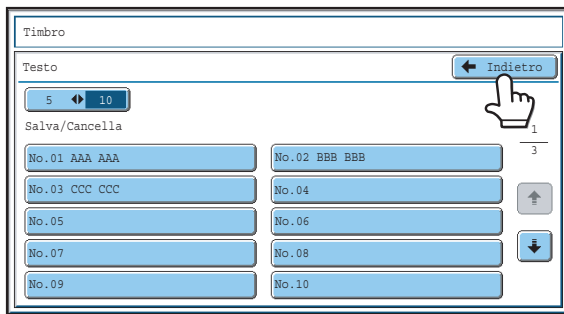 Timbro
Testo
Indietro
5 10
Salva/Cancella
1
3
No.01 AAA AAA
No.02 BBB BBB
No.03 CCC CCC
No.04
No.05
No.06
No.07
No.08
No.09
No.10